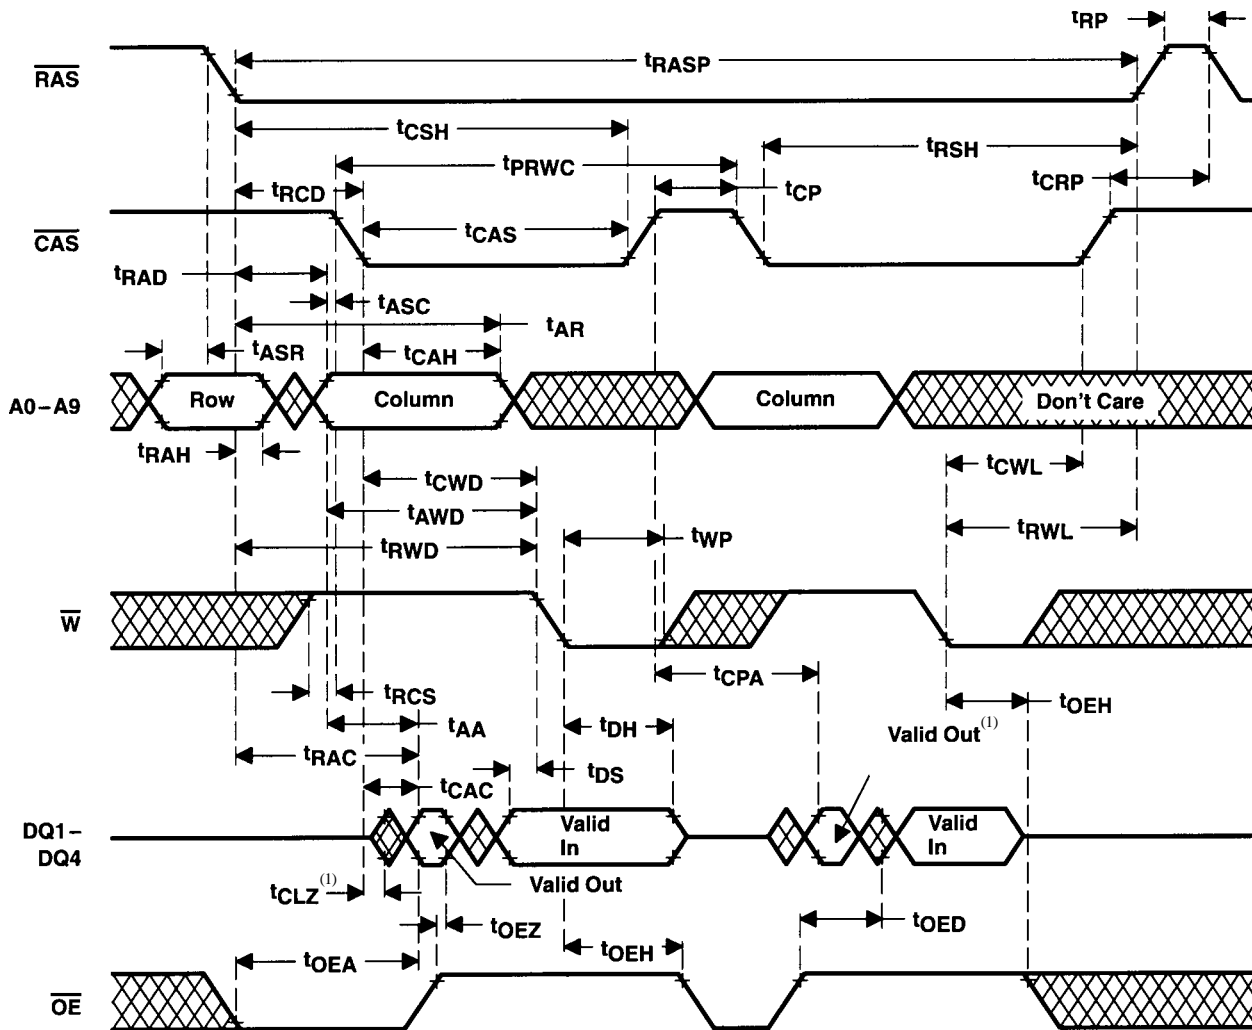 tRP
RAS
tRASP
tCSH
tRSH
tPRWC
tCRP
tRCD
tCP
CAS
tCAS
tRAD
tASC
tAR
tASR
tCAH
A0–A9
Row
Column
Column
Don't Care
tRAH
tCWD
tCWL
tAWD
tRWD
tWP
tRWL
W
tCPA
tRCS
tOEH
tAA
tDH
Valid Out(1)
tRAC
tDS
tCAC
DQ1–
DQ4
Valid
In
Valid
In
tCLZ(1)
Valid Out
tOEZ
tOED
tOEA
tOEH
OE